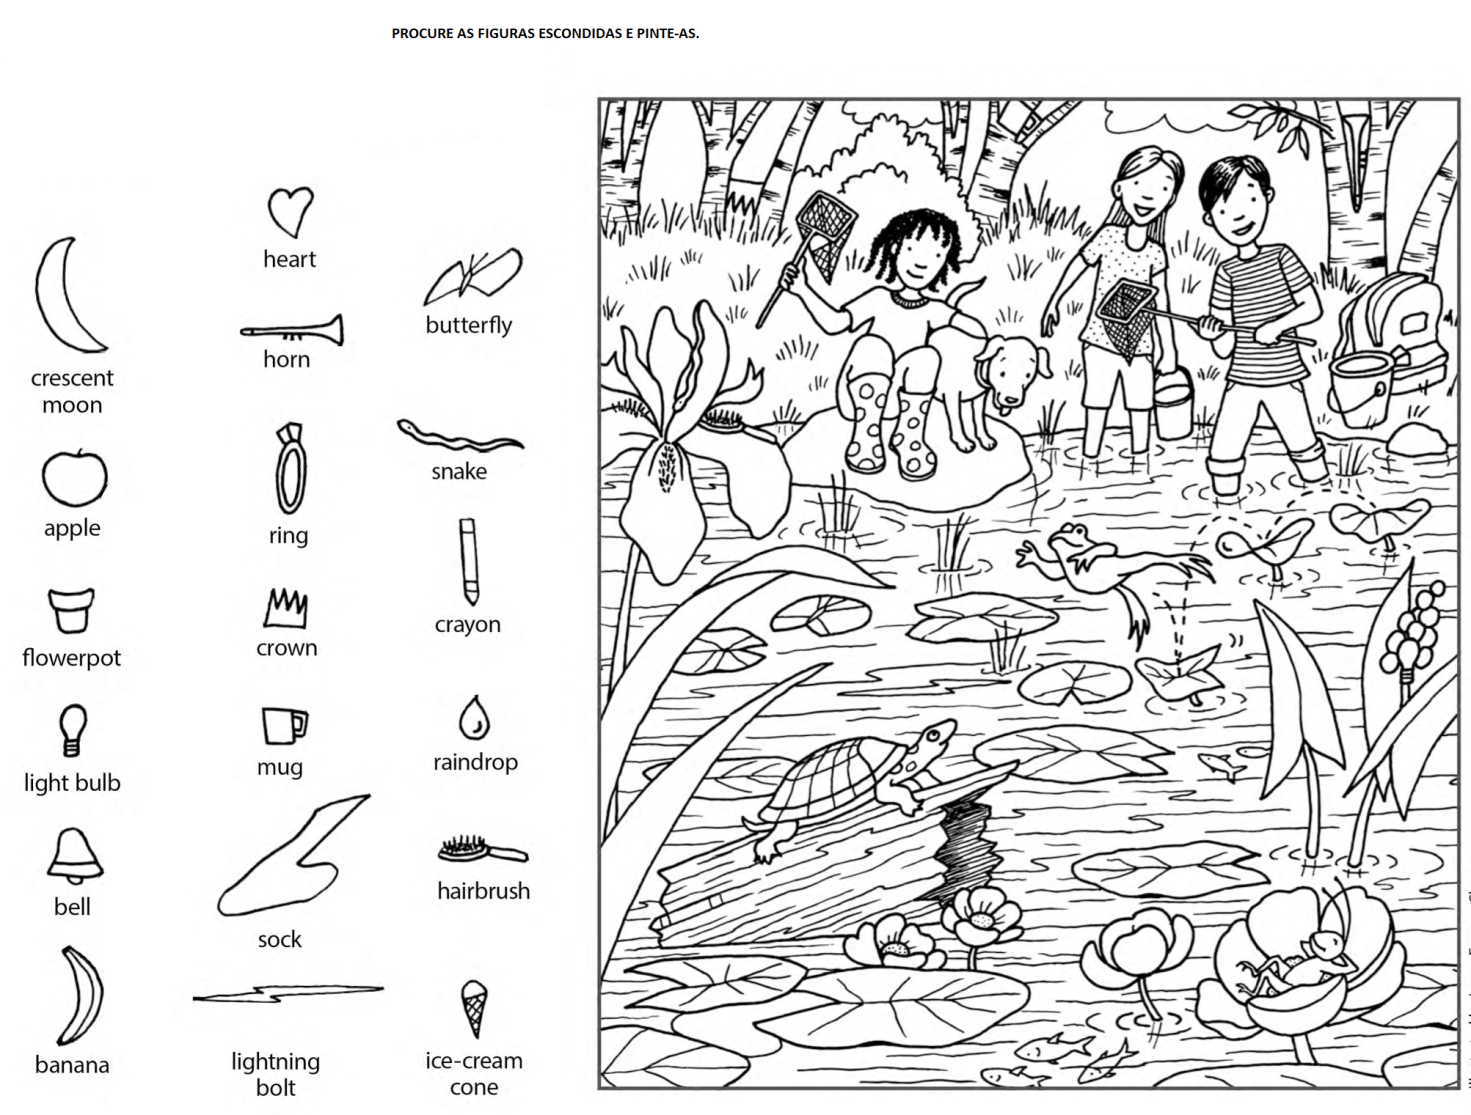 PROCURE AS FIGURAS ESCONDIDAS E PINTE-AS.
heart
butterfly
crescent
moon
horn
snake
apple
ring
crayon
flowerpot
crown
raindrop
light bulb
mug
hairbrush
bell
sock
banana
lightning
bolt
ice-cream
cone